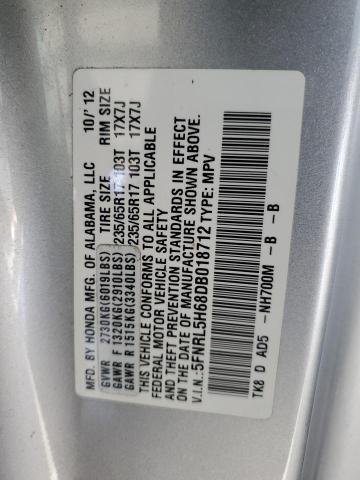 MFD. BY HONDA MFG. OF ALABAMA, LLC 10/'12
TIRE SIZE RIM SIZE
GVWR 2730KG(6019LBS)
GAWR F 1320KG(2910LBS) 235/65R17 103T 17X7J
GAWR R 1515KG(3340LBS) 235/65R17 103T 17X7J
THIS VEHICLE CONFORMS TO ALL APPLICABLE
FEDERAL MOTOR VEHICLE SAFETY
AND THEFT PREVENTION STANDARDS IN EFFECT
ON THE DATE OF MANUFACTURE SHOWN ABOVE.
V.I.N.:5FNRL5H68DB018712 TYPE: MPV
TK8 D AD5 -NH700M -B -B